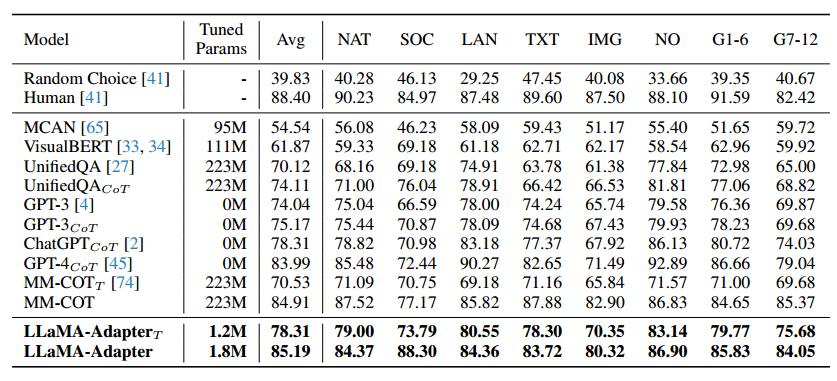 Model Tuned Params Avg NAT SOC LAN TXT IMG NO G1-6 G7-12
Random Choice [41] - 39.83 40.28 46.13 29.25 47.45 40.08 33.66 39.35 40.67
Human [41] - 88.40 90.23 84.97 87.48 89.60 87.50 88.10 91.59 82.42
MCAN [65] 95M 54.54 56.08 46.23 58.09 59.43 51.17 55.40 51.65 59.72
VisualBERT [33, 34] 111M 61.87 59.33 69.18 61.18 62.71 62.17 58.54 62.96 59.92
UnifiedQA [27] 223M 70.12 68.16 69.18 74.91 63.78 61.38 77.84 72.98 65.00
UnifiedQA_CoT 223M 74.11 71.00 76.04 78.91 66.42 66.53 81.81 77.06 68.82
GPT-3 [4] 0M 74.04 75.04 66.59 78.00 74.24 65.74 79.58 76.36 69.87
GPT-3_CoT 0M 75.17 75.44 70.87 78.09 74.68 67.43 79.93 78.23 69.68
ChatGPT_CoT [2] 0M 78.31 78.82 70.98 83.18 77.37 67.92 86.13 80.72 74.03
GPT-4_CoT [45] 0M 83.99 85.48 72.44 90.27 82.65 71.49 92.89 86.66 79.04
MM-COT_T [74] 223M 70.53 71.09 70.75 69.18 71.16 65.84 71.57 71.00 69.68
MM-COT 223M 84.91 87.52 77.17 85.82 87.88 82.90 86.83 84.65 85.37
LLaMA-Adapter_T 1.2M 78.31 79.00 73.79 80.55 78.30 70.35 83.14 79.77 75.68
LLaMA-Adapter 1.8M 85.19 84.37 88.30 84.36 83.72 80.32 86.90 85.83 84.05